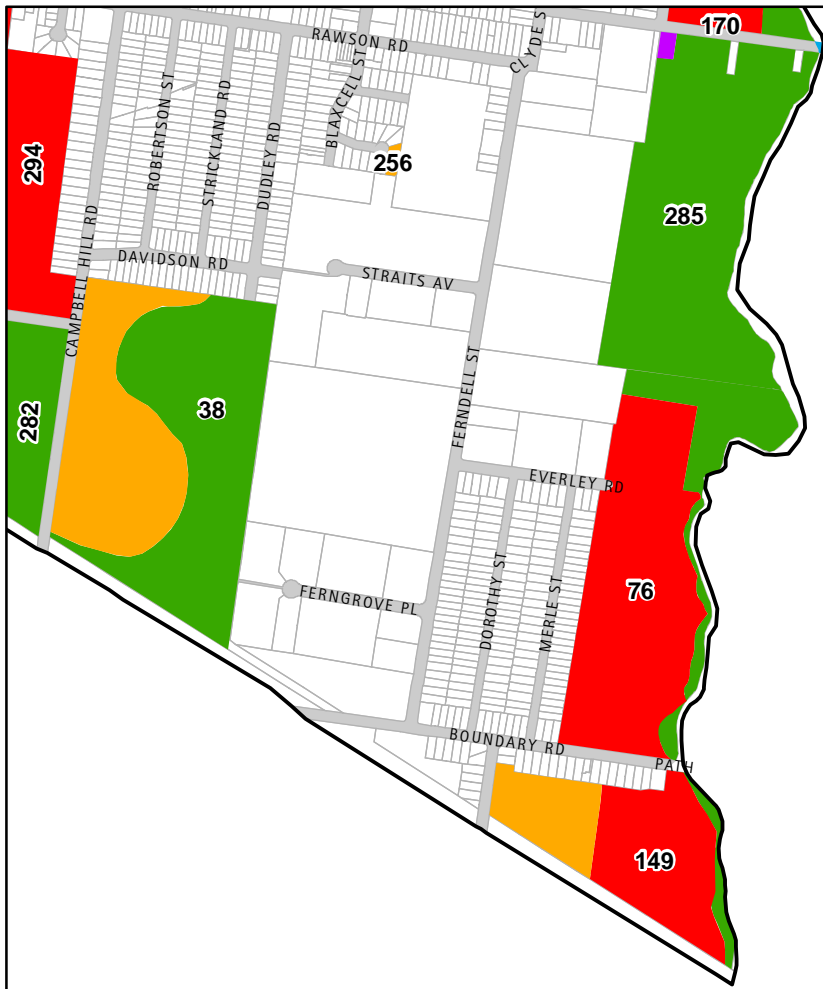 170
RAWSON RD
CLYDE S
BLAXCELL ST
ROBERTSON ST
STRICKLAND RD
DUDLEY RD
294
256
285
CAMPBELL HILL RD
DAVIDSON RD
STRAITS AV
FERNDELL ST
38
282
EVERLEY RD
DOROTHY ST
MERLE ST
76
FERNGROVE PL
BOUNDARY RD
PATH
149